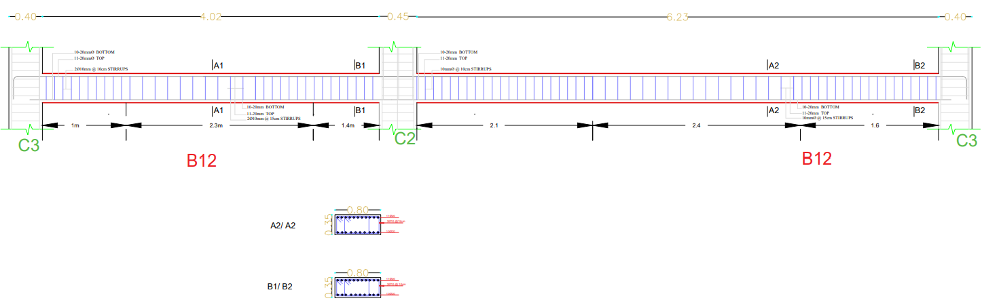 0.40 4.02 0.45 6.23 0.40
10-20mmØ BOTTOM
11-20mmØ TOP
2Ø10mm @ 10cm STIRRUPS
A1
B1
10-20mm BOTTOM
11-20mm TOP
10mmØ @ 10cm STIRRUPS
A2
B2
10-20mm BOTTOM
11-20mm TOP
2Ø10mm @ 15cm STIRRUPS
A1
B1
10-20mm BOTTOM
11-20mm TOP
10mmØ @ 15cm STIRRUPS
A2
B2
1m 2.3m 1.4m 2.1 2.4 1.6
C3 C2 C3
B12 B12
A2/ A2
0.80
0.35
B1/ B2
0.80
0.35